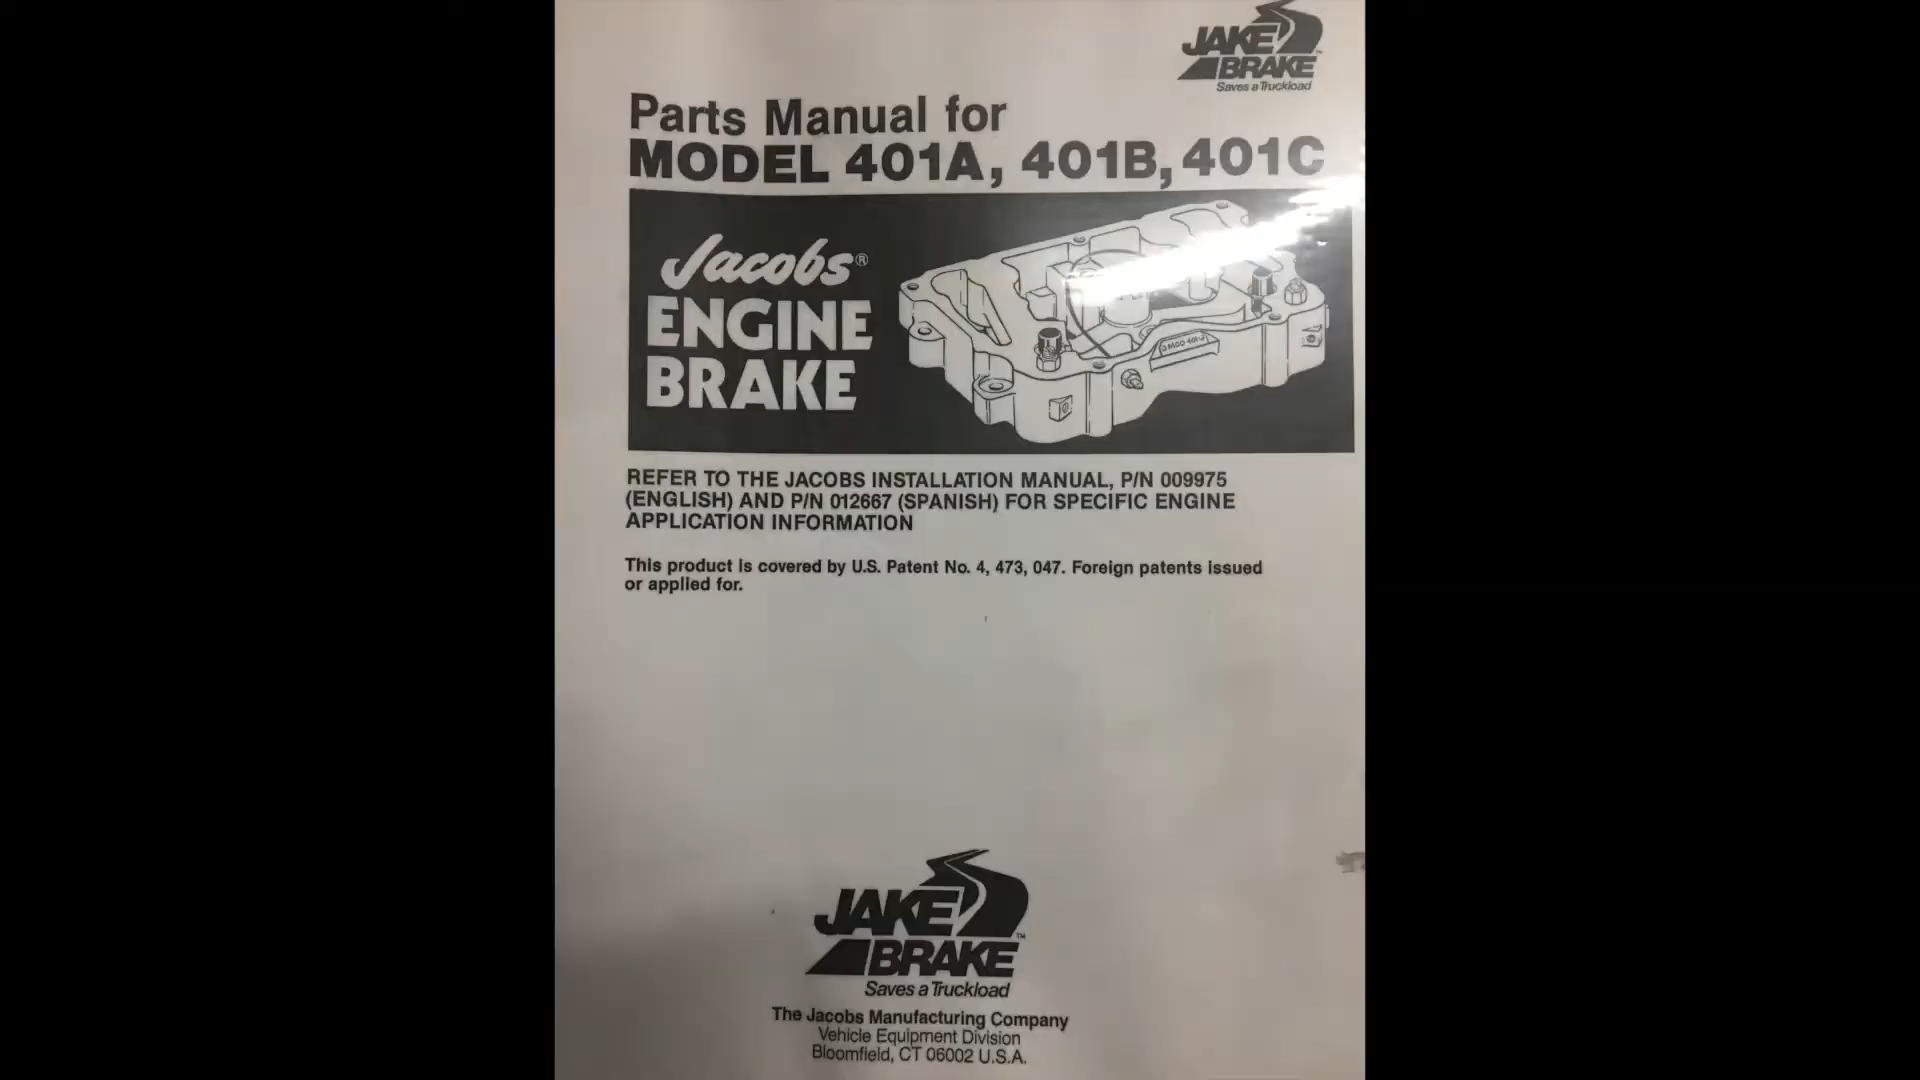 JAKE
BRAKE
Saves a Truckload
Parts Manual for
MODEL 401A, 401B, 401C
Jacobs®
ENGINE
BRAKE
REFER TO THE JACOBS INSTALLATION MANUAL, P/N 009975
(ENGLISH) AND P/N 012667 (SPANISH) FOR SPECIFIC ENGINE
APPLICATION INFORMATION
This product is covered by U.S. Patent No. 4, 473, 047. Foreign patents issued
or applied for.
JAKE
BRAKE™
Saves a Truckload
The Jacobs Manufacturing Company
Vehicle Equipment Division
Bloomfield, CT 06002 U.S.A.